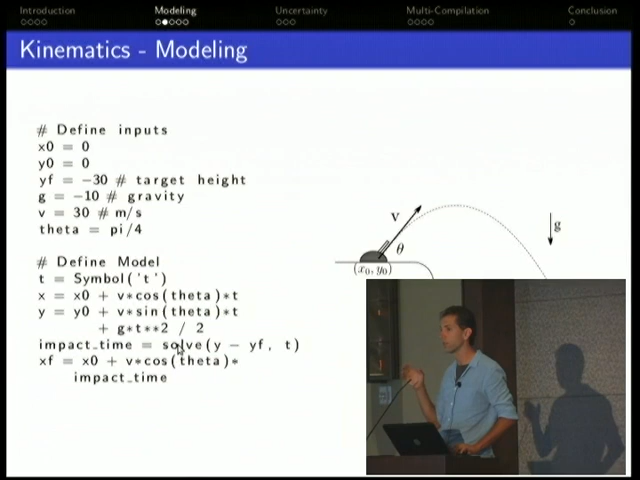 Introduction
Modeling
Uncertainty
Multi-Compilation
Conclusion
Kinematics - Modeling
# Define inputs
x0 = 0
y0 = 0
yf = -30 # target height
g = -10 # gravity
v = 30 # m/s
theta = pi/4
# Define Model
t = Symbol('t')
x = x0 + v*cos(theta)*t
y = y0 + v*sin(theta)*t
+ g*t**2 / 2
impact_time = solve(y - yf, t)
xf = x0 + v*cos(theta)*
impact_time
v
θ
g
(x₀, y₀)